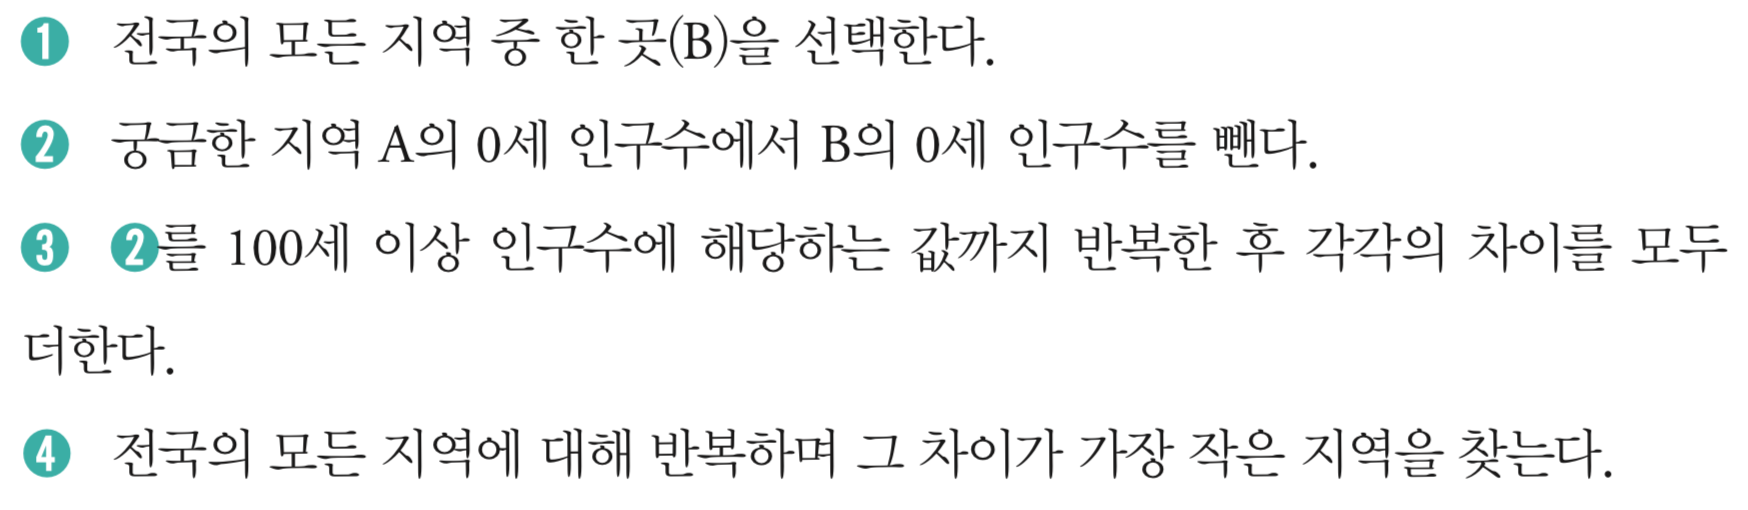 ❶ 전국의 모든 지역 중 한 곳(B)을 선택한다.
❷ 궁금한 지역 A의 0세 인구수에서 B의 0세 인구수를 뺀다.
❸ ❷를 100세 이상 인구수에 해당하는 값까지 반복한 후 각각의 차이를 모두
더한다.
❹ 전국의 모든 지역에 대해 반복하며 그 차이가 가장 작은 지역을 찾는다.